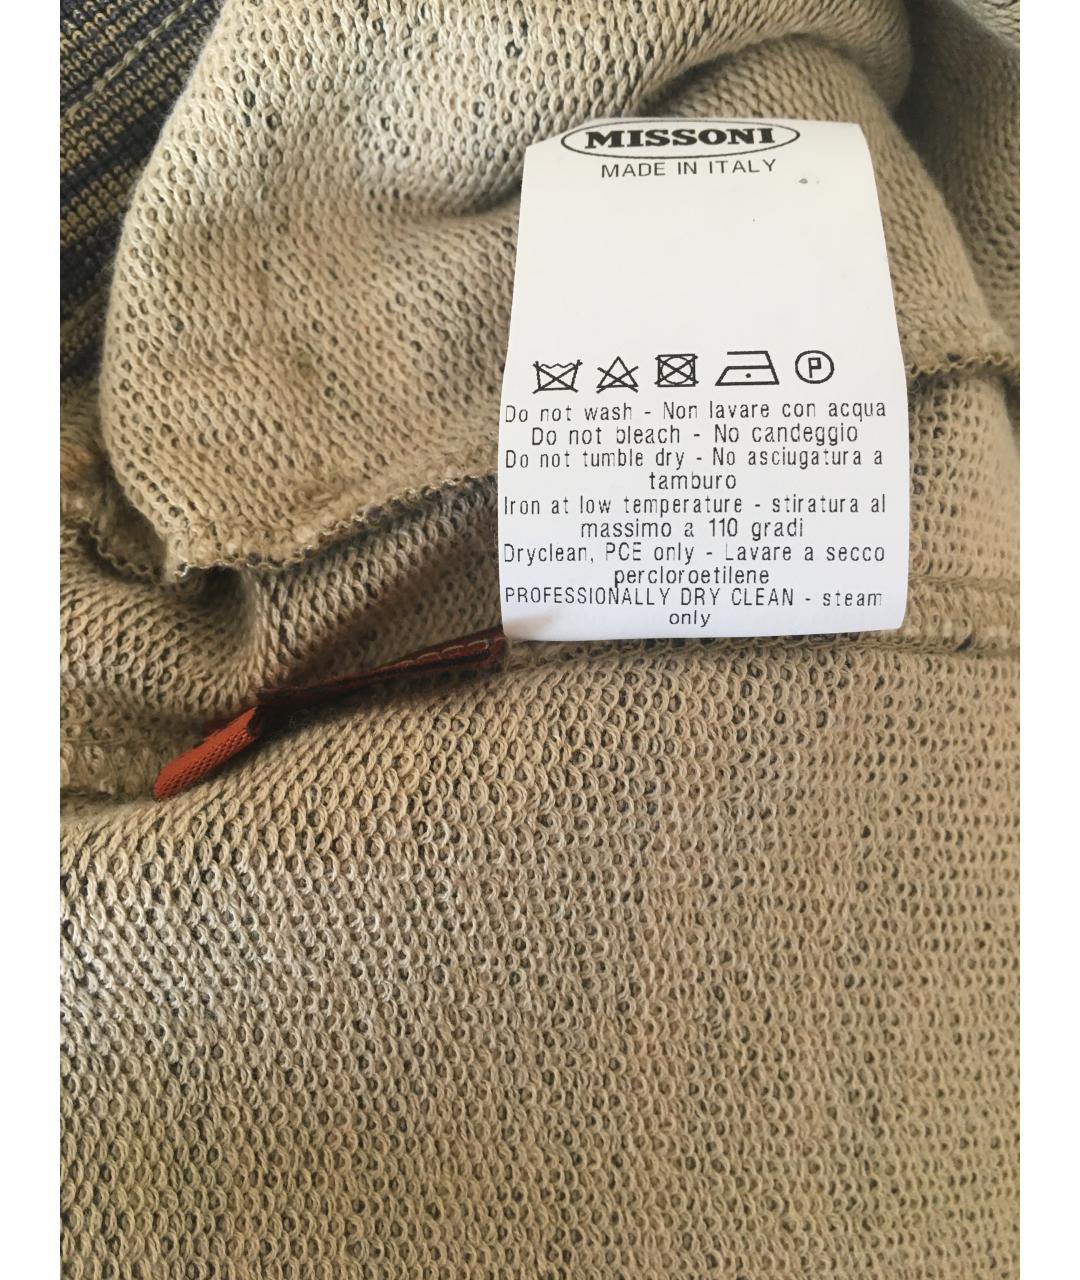 MISSONI
MADE IN ITALY
P
Do not wash - Non lavare con acqua
Do not bleach - No candeggio
Do not tumble dry - No asciugatura a
tamburo
Iron at low temperature - stiratura al
massimo a 110 gradi
Dryclean, PCE only - Lavare a secco
percloroetilene
PROFESSIONALLY DRY CLEAN - steam
only